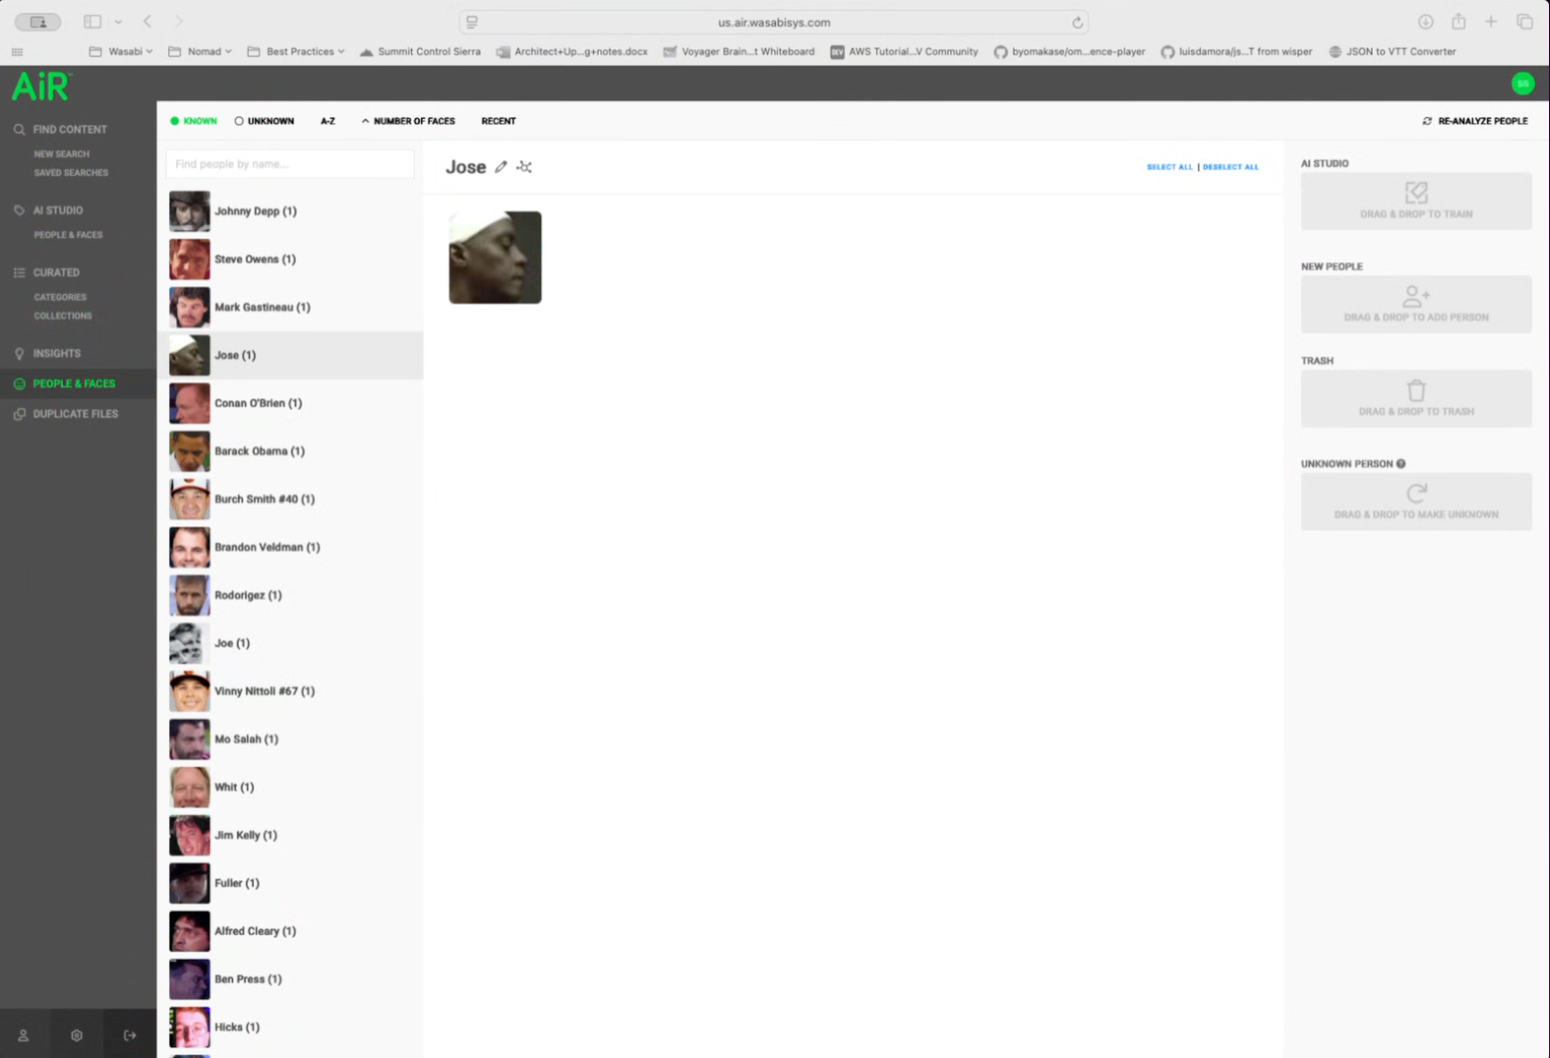 us.air.wasabisys.com
Wasabi
Nomad
Best Practices
Summit Control Sierra
Architect+Up...g+notes.docx
Voyager Brain...t Whiteboard
DEV
AWS Tutorial...V Community
byomakase/om...ence-player
luisdamora/js...T from wisper
JSON to VTT Converter
AiR
SS
FIND CONTENT
NEW SEARCH
SAVED SEARCHES
AI STUDIO
PEOPLE & FACES
CURATED
CATEGORIES
COLLECTIONS
INSIGHTS
PEOPLE & FACES
DUPLICATE FILES
KNOWN
UNKNOWN
A-Z
NUMBER OF FACES
RECENT
RE-ANALYZE PEOPLE
Find people by name...
Johnny Depp (1)
Steve Owens (1)
Mark Gastineau (1)
Jose (1)
Conan O'Brien (1)
Barack Obama (1)
Burch Smith #40 (1)
Brandon Veldman (1)
Rodorigez (1)
Joe (1)
Vinny Nittoli #67 (1)
Mo Salah (1)
Whit (1)
Jim Kelly (1)
Fuller (1)
Alfred Cleary (1)
Ben Press (1)
Hicks (1)
Jose
SELECT ALL | DESELECT ALL
AI STUDIO
DRAG & DROP TO TRAIN
NEW PEOPLE
DRAG & DROP TO ADD PERSON
TRASH
DRAG & DROP TO TRASH
UNKNOWN PERSON
DRAG & DROP TO MAKE UNKNOWN